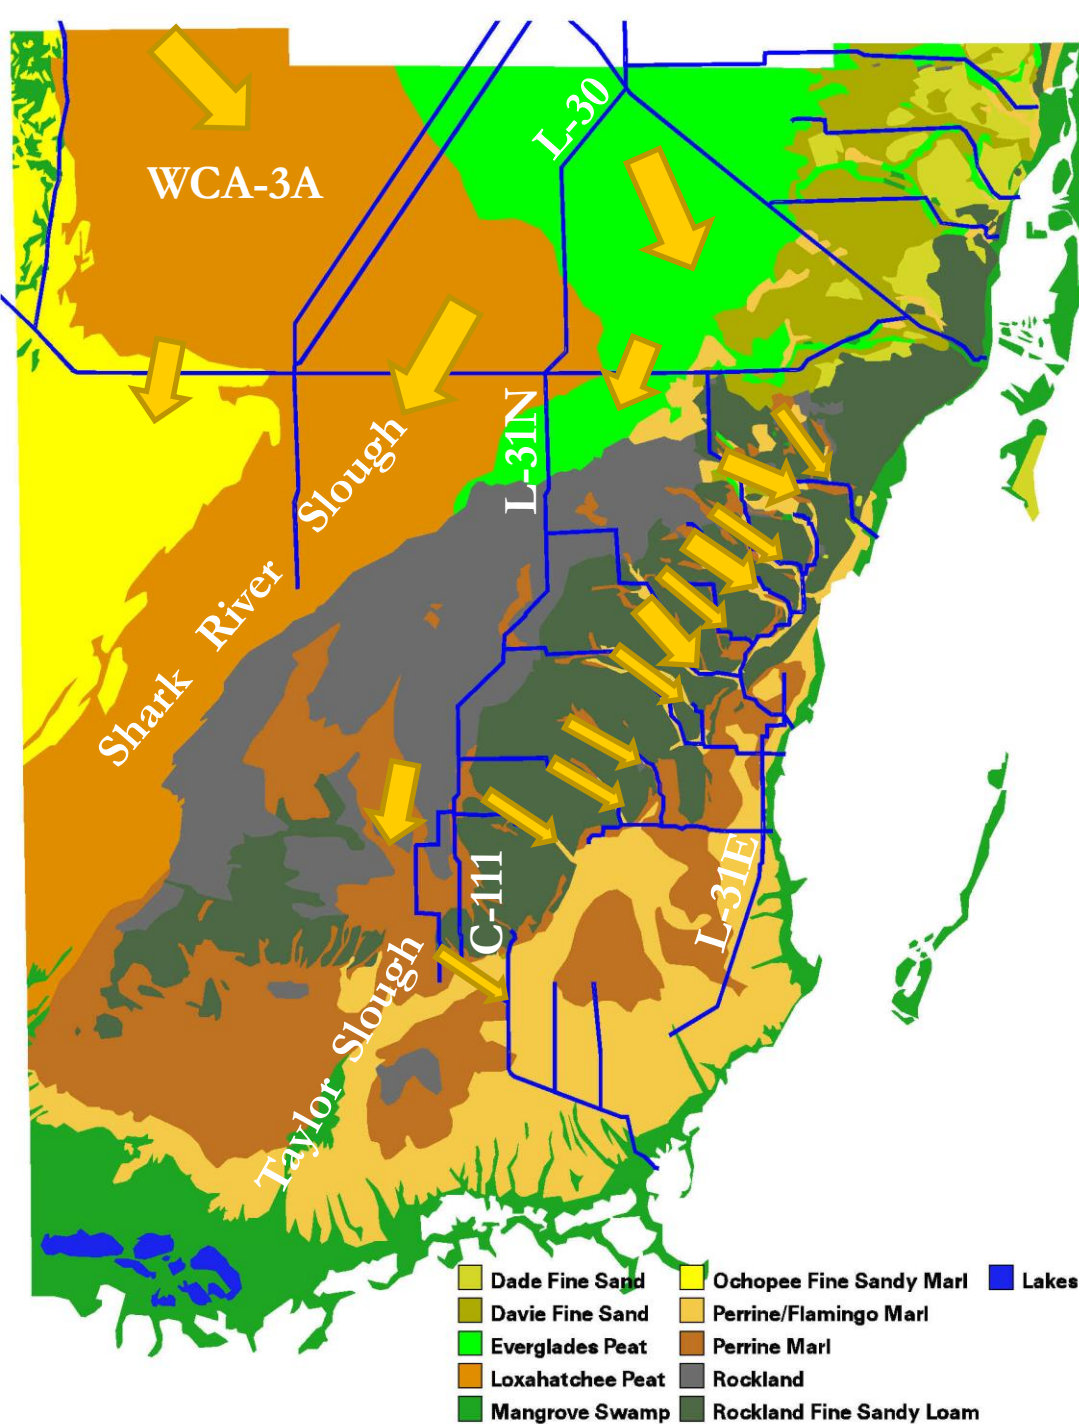 L-30
WCA-3A
L-31N
Shark River Slough
C-111
L-31E
Taylor Slough
Dade Fine Sand
Davie Fine Sand
Everglades Peat
Loxahatchee Peat
Mangrove Swamp
Ochopee Fine Sandy Marl
Perrine/Flamingo Marl
Perrine Marl
Rockland
Rockland Fine Sandy Loam
Lakes